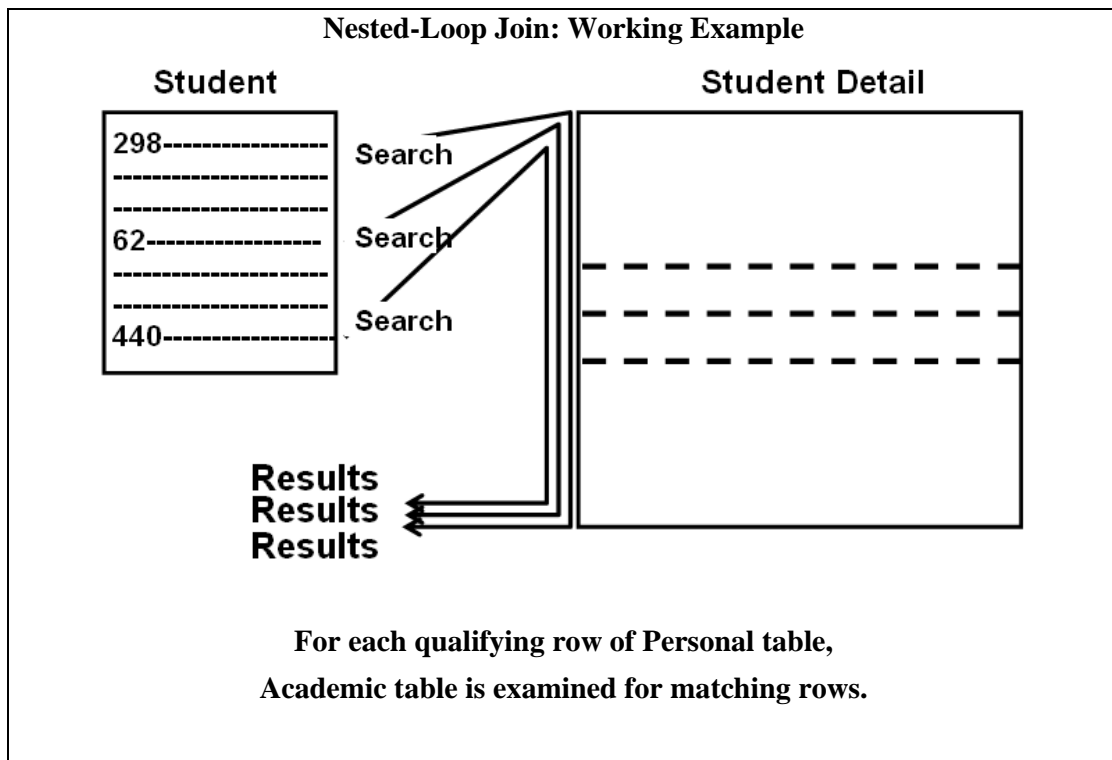 Nested-Loop Join: Working Example
Student
Student Detail
298------------------
62------------------
440------------------
Search
Search
Search
Results
Results
Results
For each qualifying row of Personal table,
Academic table is examined for matching rows.